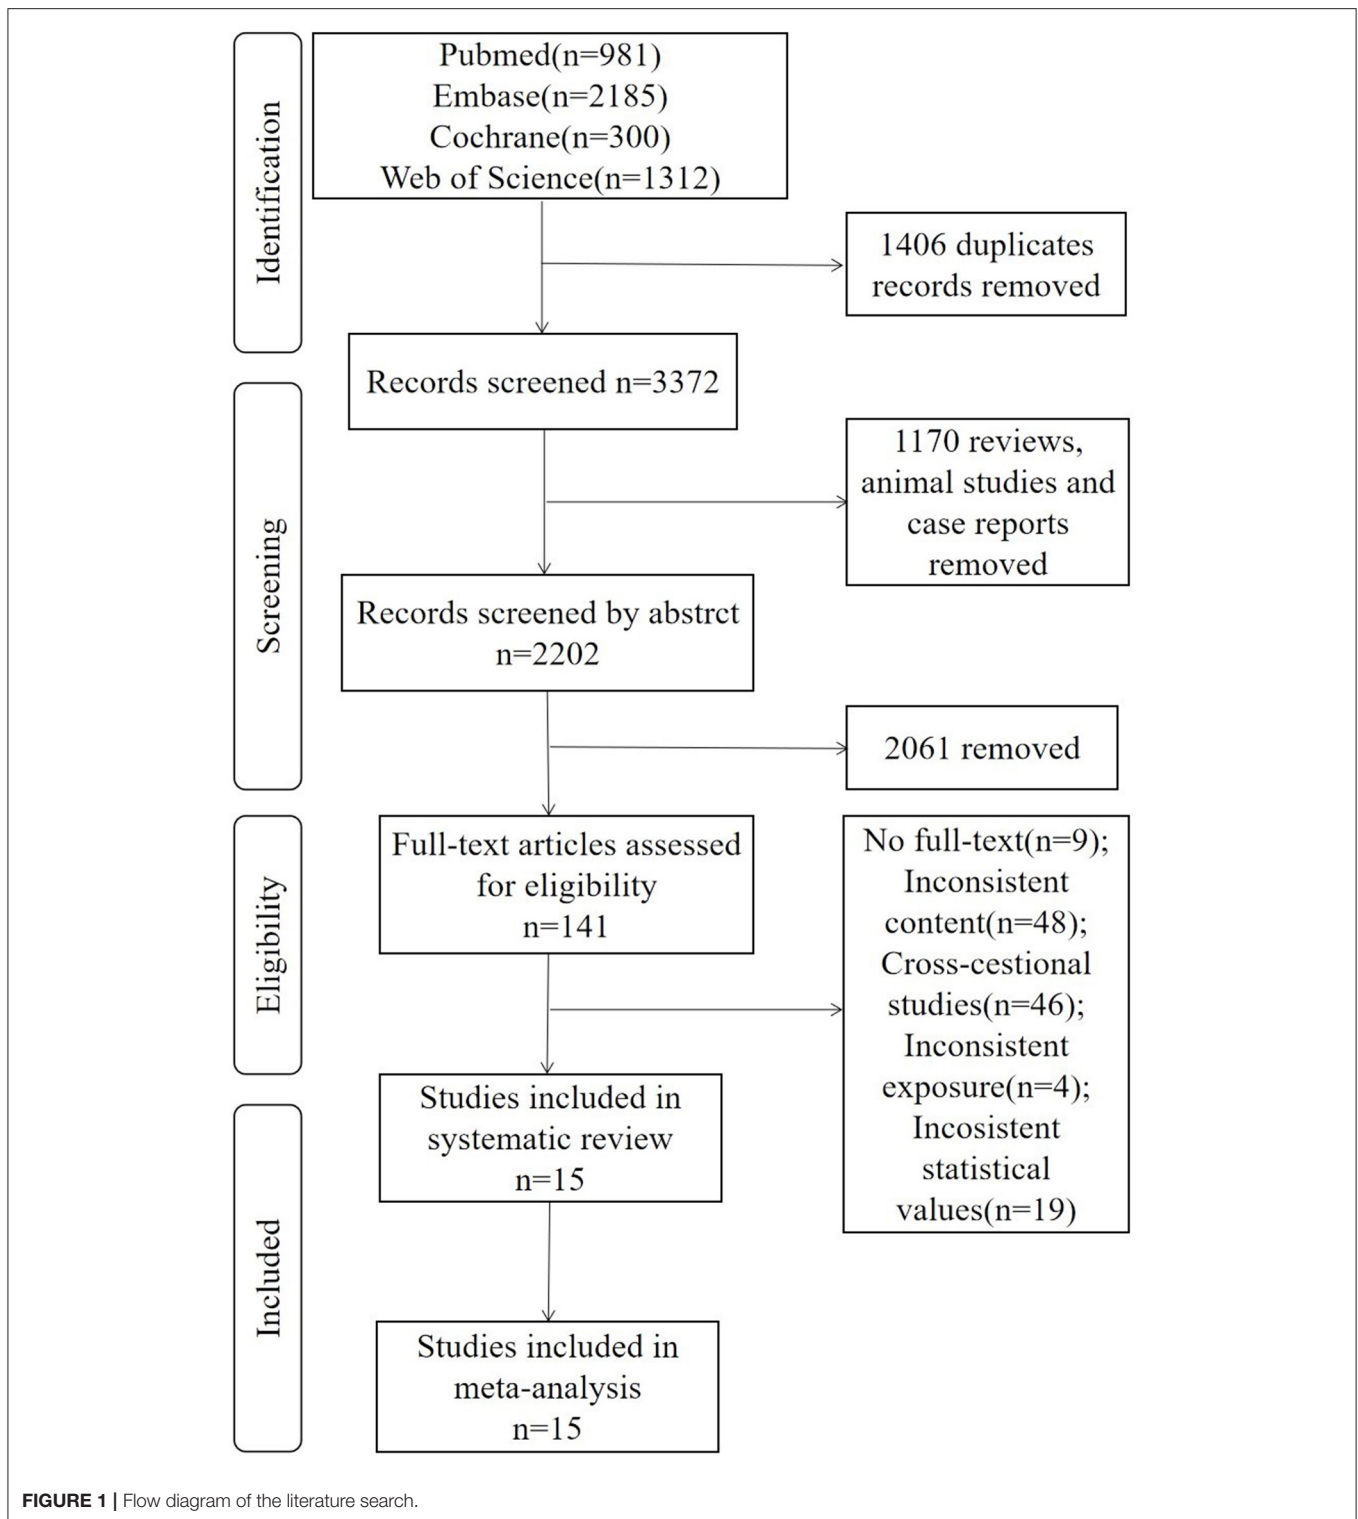 Identification
Pubmed(n=981)
Embase(n=2185)
Cochrane(n=300)
Web of Science(n=1312)
1406 duplicates
records removed
Records screened n=3372
Screening
1170 reviews,
animal studies and
case reports
removed
Records screened by abstrct
n=2202
2061 removed
Eligibility
Full-text articles assessed
for eligibility
n=141
No full-text(n=9);
Inconsistent
content(n=48);
Cross-cestional
studies(n=46);
Inconsistent
exposure(n=4);
Incosistent
statistical
values(n=19)
Included
Studies included in
systematic review
n=15
Studies included in
meta-analysis
n=15
FIGURE 1 | Flow diagram of the literature search.